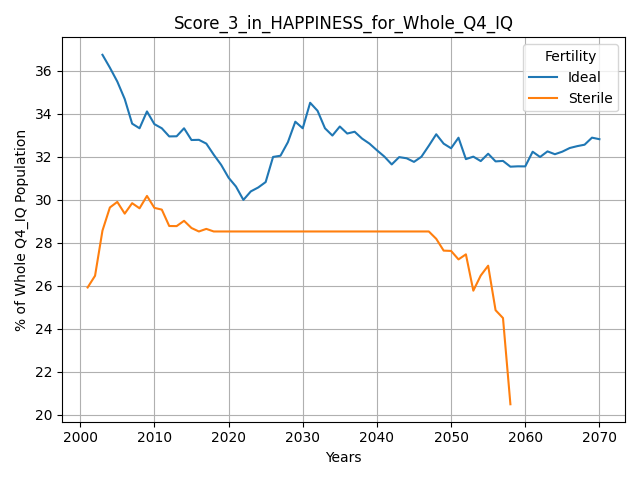 Score_3_in_HAPPINESS_for_Whole_Q4_IQ
Fertility
Ideal
Sterile
% of Whole Q4_IQ Population
36
34
32
30
28
26
24
22
20
2000 2010 2020 2030 2040 2050 2060 2070
Years